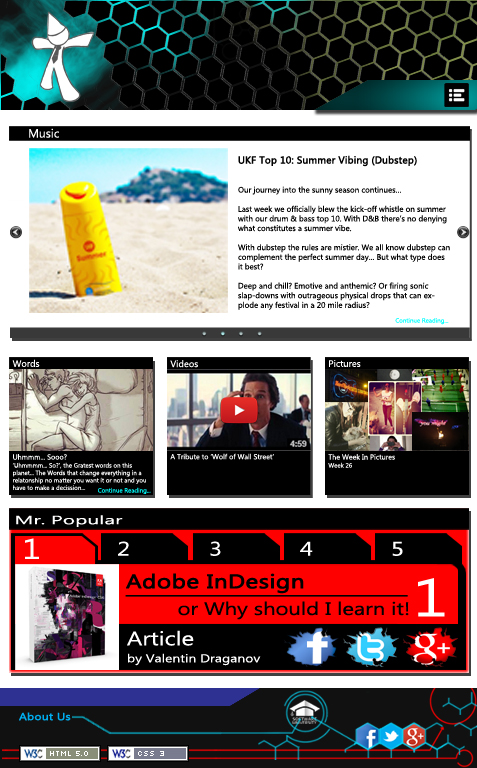 Music
UKF Top 10: Summer Vibing (Dubstep)
Our journey into the sunny season continues...
Last week we officially blew the kick-off whistle on summer
with our drum & bass top 10. With D&B there's no denying
what constitutes a summer vibe.
With dubstep the rules are mistier. We all know dubstep can
complement the perfect summer day... But what type does
it best?
Deep and chill? Emotive and anthemic? Or firing sonic
slap-downs with outrageous physical drops that can ex-
plode any festival in a 20 mile radius?
Continue Reading...
UKF
Summer
Words
Uhmmm... Sooo?
'Uhmmmm... So?', the Gratest words on this
planet... The Words that change everything in a
relatonship no matter you want it or not and you
have to make a decission...
Continue Reading...
Videos
4:59
A Tribute to 'Wolf of Wall Street'
Pictures
The Week In Pictures
Week 26
Mr. Popular
1
2
3
4
5
Adobe InDesign
or Why should I learn it!
1
Article
by Valentin Draganov
f
t
g+
About Us
SOFTWARE
UNIVERSITY
f
g+
W3C HTML 5.0
W3C CSS 3